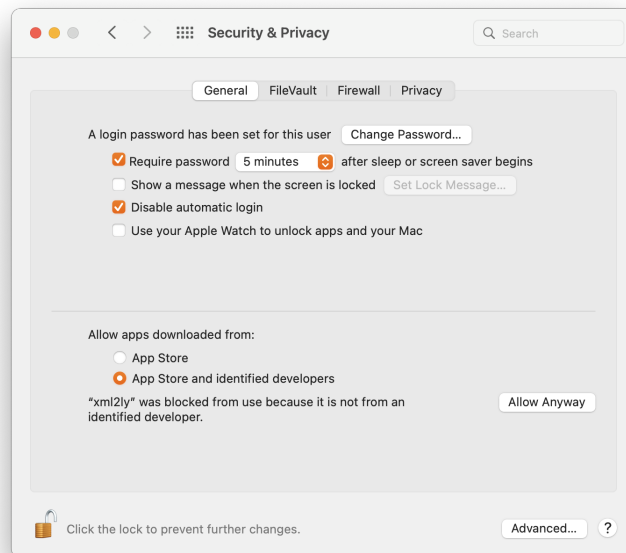 Security & Privacy
Search
General FileVault Firewall Privacy
A login password has been set for this user Change Password...
Require password 5 minutes after sleep or screen saver begins
Show a message when the screen is locked Set Lock Message...
Disable automatic login
Use your Apple Watch to unlock apps and your Mac
Allow apps downloaded from:
App Store
App Store and identified developers
“xml2ly” was blocked from use because it is not from an Allow Anyway
identified developer.
Click the lock to prevent further changes. Advanced... ?